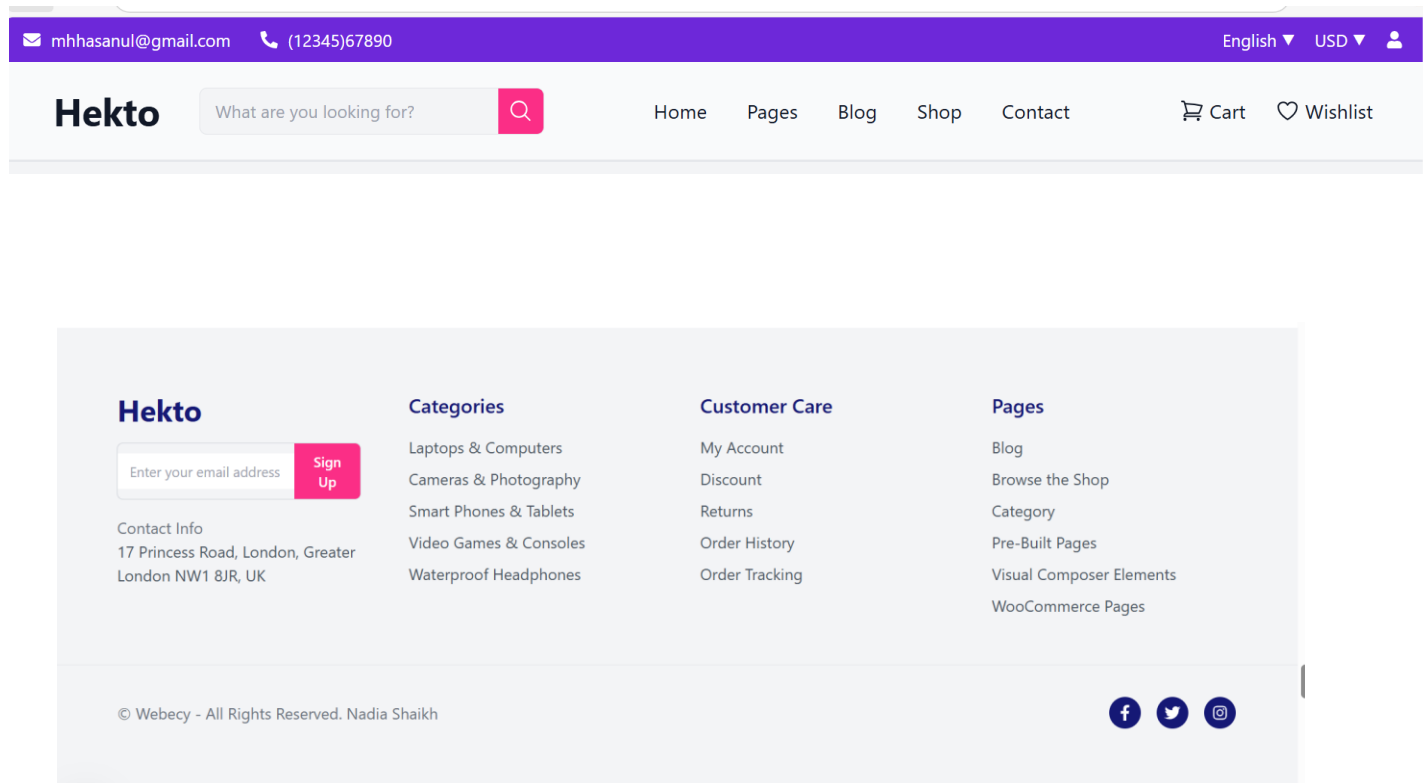 mhhasanul@gmail.com (12345)67890 English ▼ USD ▼
Hekto What are you looking for? Home Pages Blog Shop Contact Cart Wishlist
Hekto
Enter your email address Sign Up
Contact Info
17 Princess Road, London, Greater
London NW1 8JR, UK
Categories
Laptops & Computers
Cameras & Photography
Smart Phones & Tablets
Video Games & Consoles
Waterproof Headphones
Customer Care
My Account
Discount
Returns
Order History
Order Tracking
Pages
Blog
Browse the Shop
Category
Pre-Built Pages
Visual Composer Elements
WooCommerce Pages
© Webecy - All Rights Reserved. Nadia Shaikh